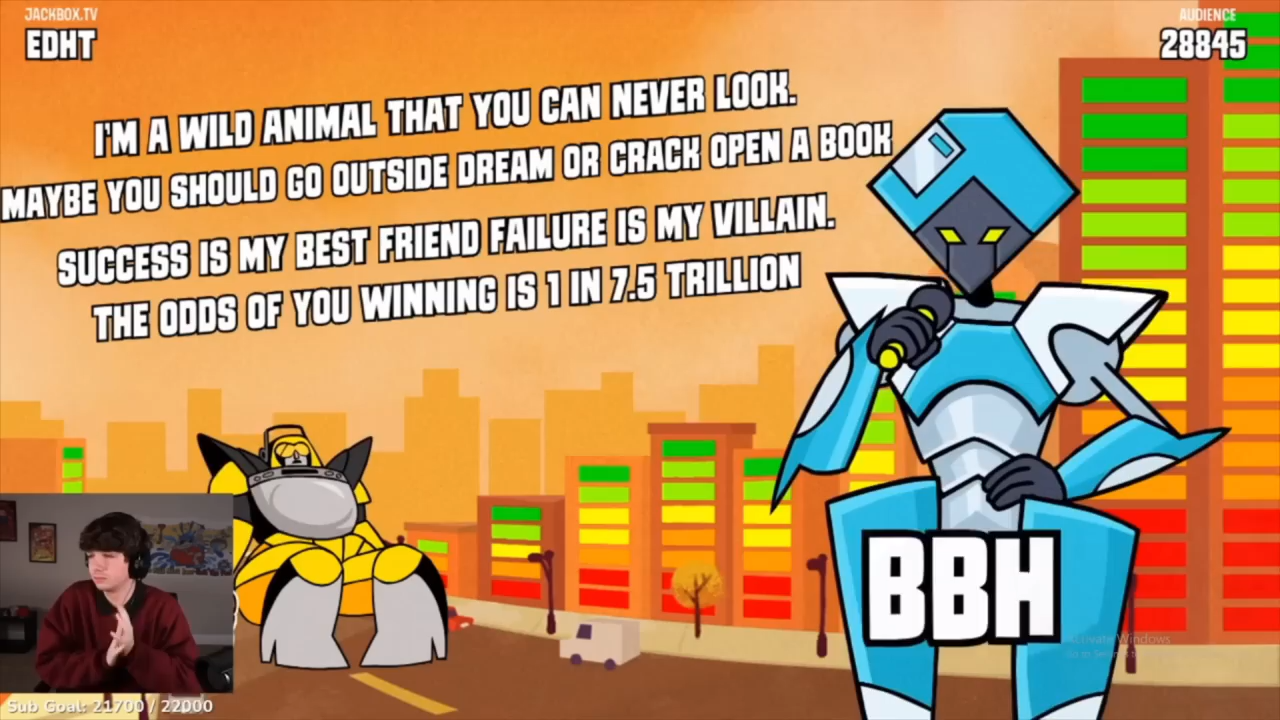 JACKBOX.TV
EDHT
AUDIENCE
28845
I'M A WILD ANIMAL THAT YOU CAN NEVER LOOK.
MAYBE YOU SHOULD GO OUTSIDE DREAM OR CRACK OPEN A BOOK
SUCCESS IS MY BEST FRIEND FAILURE IS MY VILLAIN.
THE ODDS OF YOU WINNING IS 1 IN 7.5 TRILLION
BBH
Activate Windows
Sub Goal: 21700 / 22000